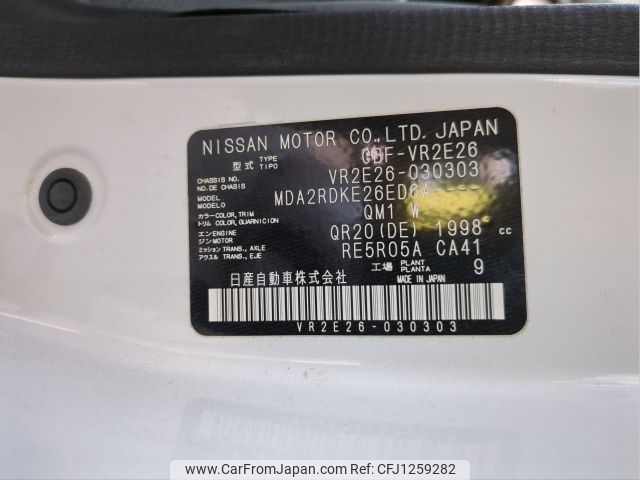 NISSAN MOTOR CO.,LTD. JAPAN
型式 TYPE TIPO CBF-VR2E26
CHASSIS NO. NO. DE CHASIS VR2E26-030303
MODEL MODELO MDA2RDKE26ED6A----
カラー COLOR, TRIM トリム COLOR, GUARNICION QM1 W
エンジン ENGINE MOTOR QR20(DE) 1998 cc
ミッション TRANS., AXLE アクスル TRANS., EJE RE5R05A CA41
工場 PLANT PLANTA 9
日産自動車株式会社 MADE IN JAPAN
VR2E26-030303
www.CarFromJapan.com - CFJ1259282